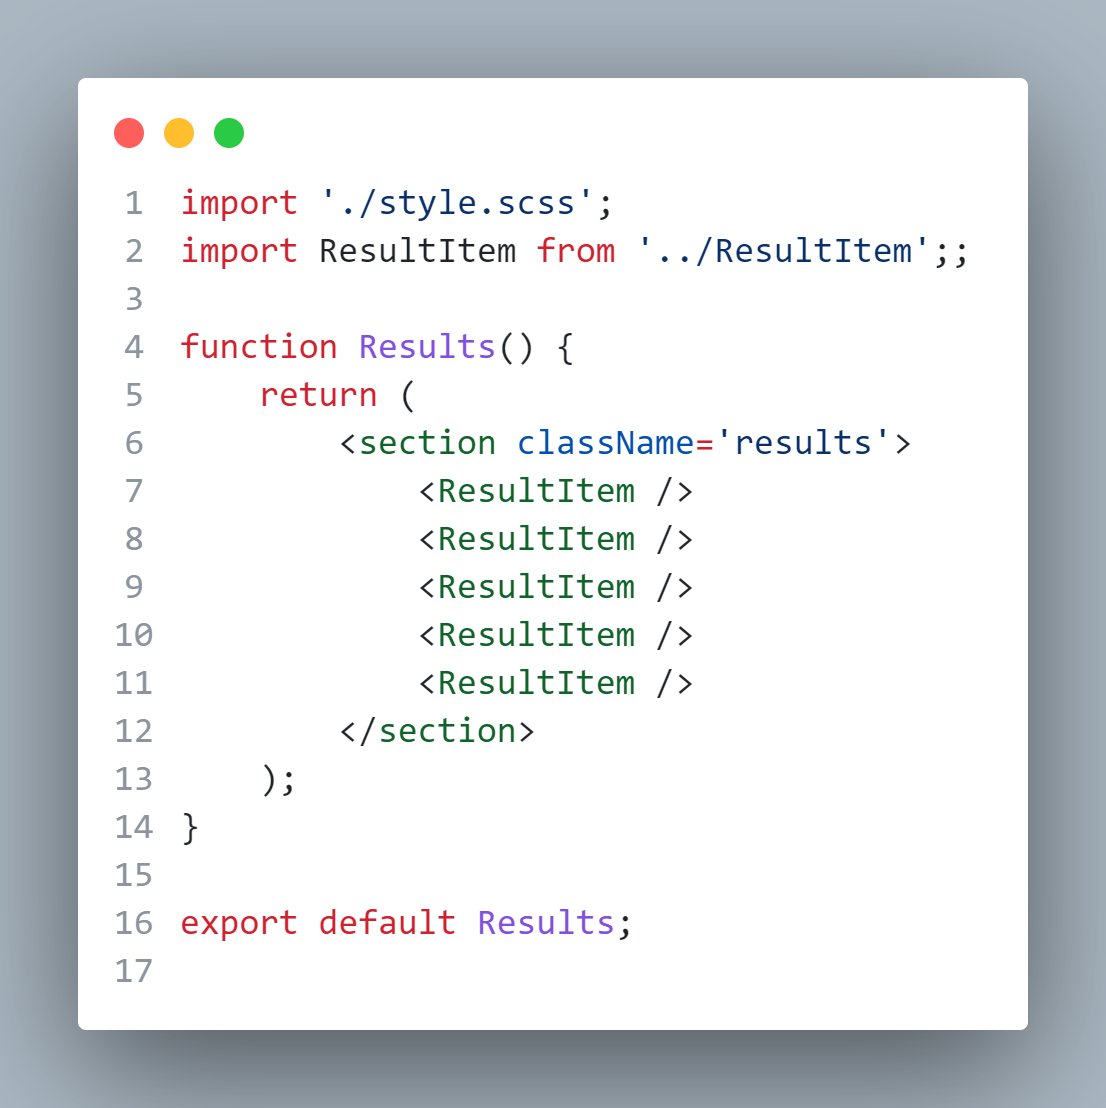 1 import './style.scss';
2 import ResultItem from '../ResultItem';;
3
4 function Results() {
5     return (
6         <section className='results'>
7             <ResultItem />
8             <ResultItem />
9             <ResultItem />
10             <ResultItem />
11             <ResultItem />
12         </section>
13     );
14 }
15
16 export default Results;
17